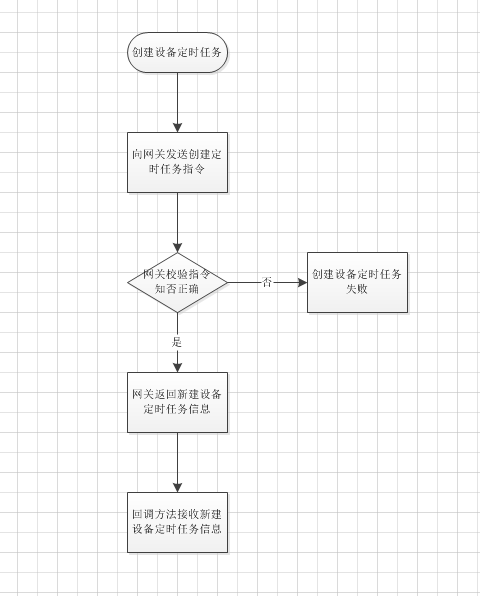 创建设备定时任务
向网关发送创建定
时任务指令
网关校验指令
知否正确
否
创建设备定时任务
失败
是
网关返回新建设备
定时任务信息
回调方法接收新建
设备定时任务信息